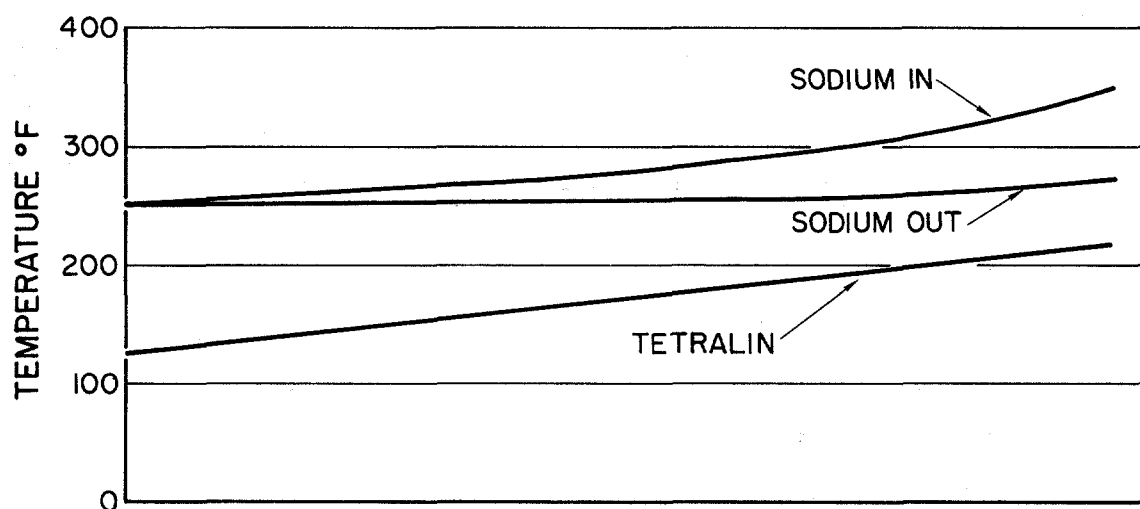 400
SODIUM IN
300
TEMPERATURE °F
SODIUM OUT
200
TETRALIN
100
0